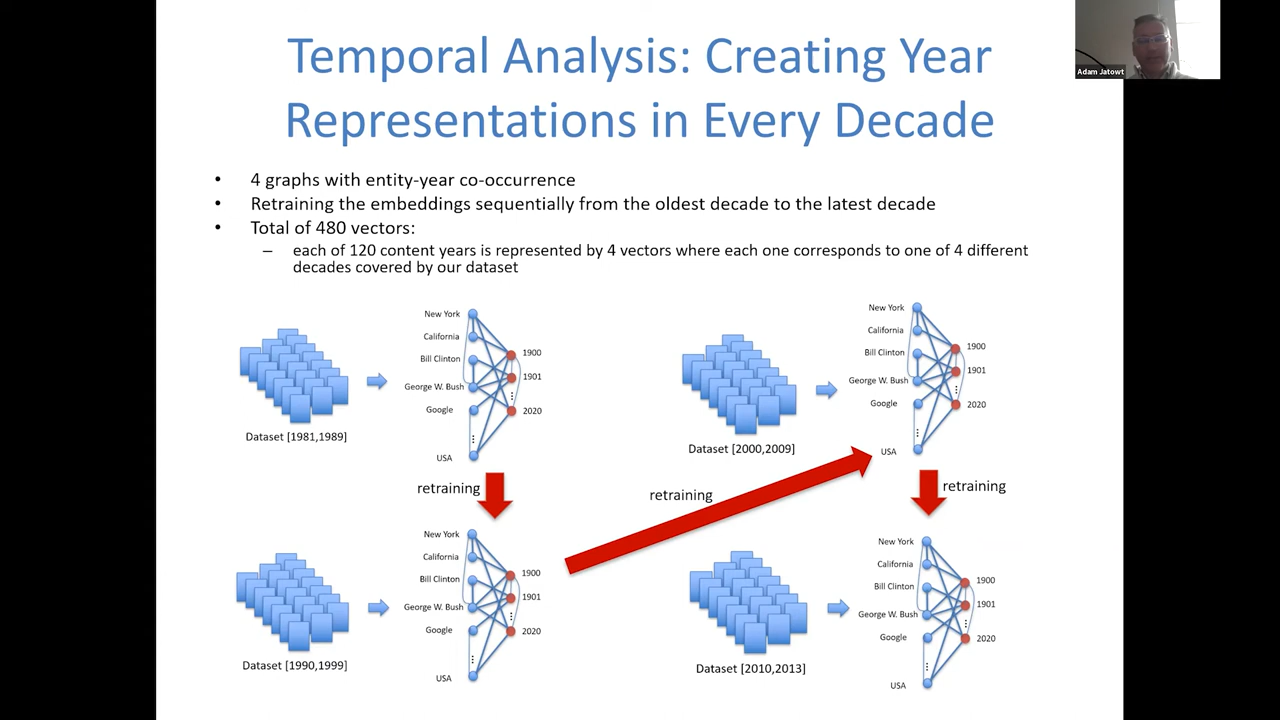 Temporal Analysis: Creating Year
Representations in Every Decade
Adam Jatowt
• 4 graphs with entity-year co-occurrence
• Retraining the embeddings sequentially from the oldest decade to the latest decade
• Total of 480 vectors:
– each of 120 content years is represented by 4 vectors where each one corresponds to one of 4 different
decades covered by our dataset
New York
California
Bill Clinton
George W. Bush
Google
⋮
USA
1900
1901
⋮
2020
Dataset [1981,1989]
New York
California
Bill Clinton
George W. Bush
Google
⋮
USA
1900
1901
⋮
2020
Dataset [2000,2009]
retraining
retraining
retraining
New York
California
Bill Clinton
George W. Bush
Google
⋮
USA
1900
1901
⋮
2020
Dataset [1990,1999]
New York
California
Bill Clinton
George W. Bush
Google
⋮
USA
1900
1901
⋮
2020
Dataset [2010,2013]